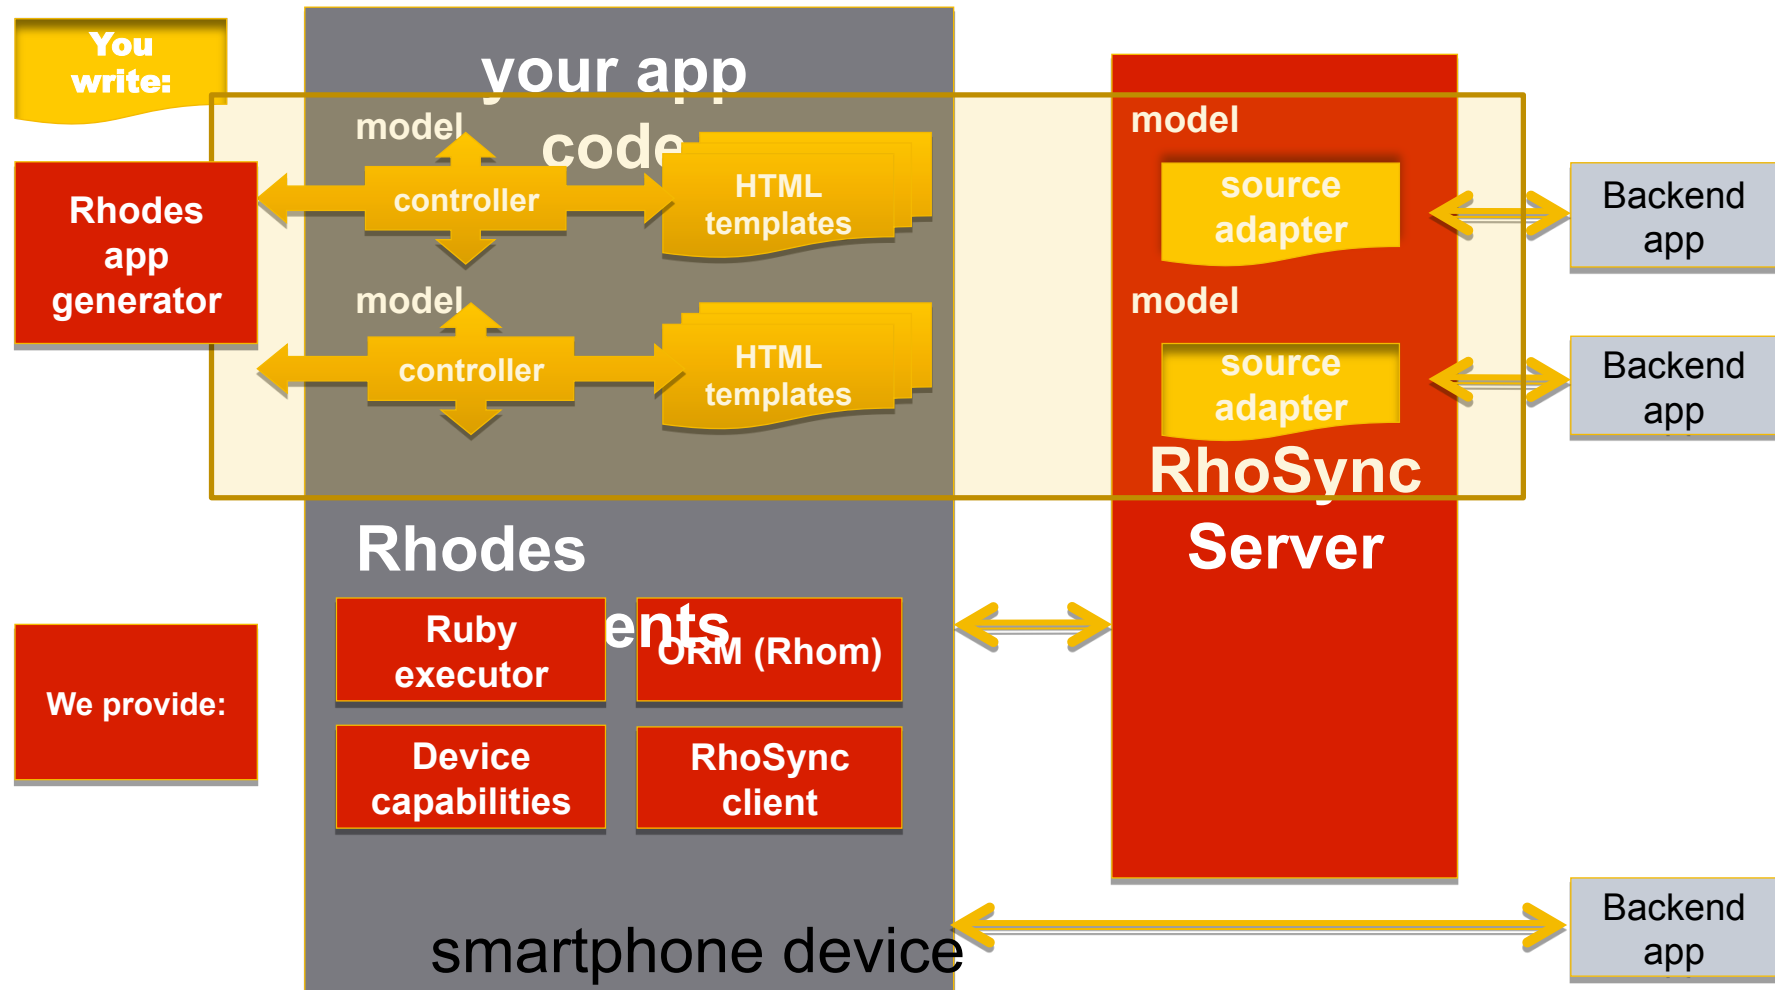 You
write:
your app
code
model
controller
HTML
templates
model
source
adapter
Backend
app
Rhodes
app
generator
model
controller
HTML
templates
model
source
adapter
Backend
app
RhoSync
Server
Rhodes
ents
Ruby
executor
ORM (Rhom)
We provide:
Device
capabilities
RhoSync
client
Backend
app
smartphone device